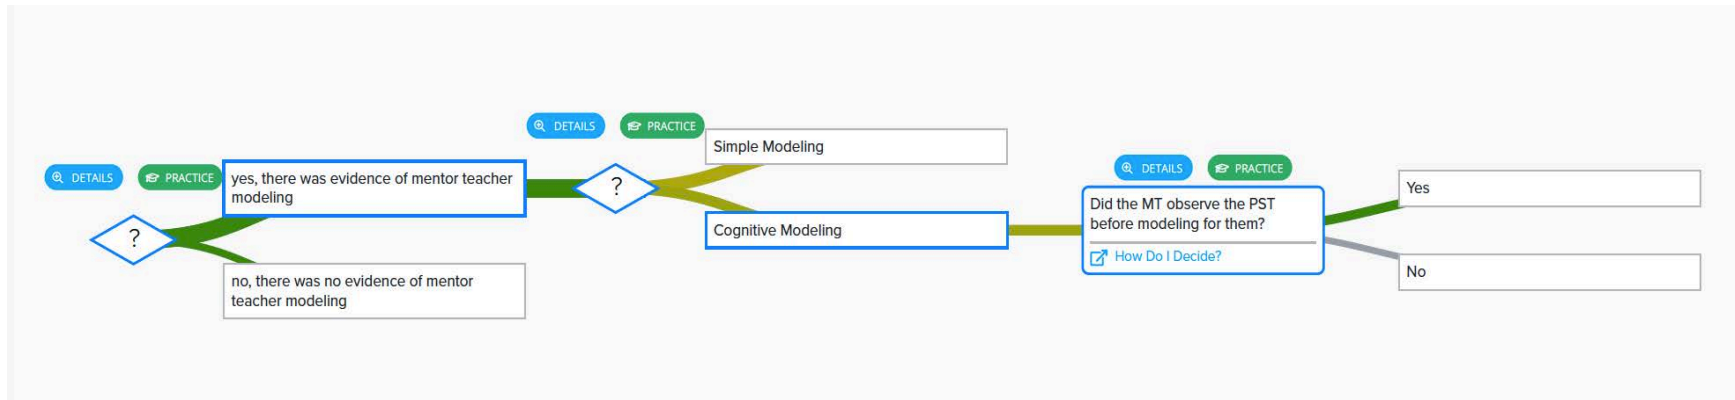 DETAILS
PRACTICE
yes, there was evidence of mentor teacher
modeling
?
no, there was no evidence of mentor
teacher modeling
DETAILS
PRACTICE
?
Simple Modeling
Cognitive Modeling
DETAILS
PRACTICE
Did the MT observe the PST
before modeling for them?
How Do I Decide?
Yes
No